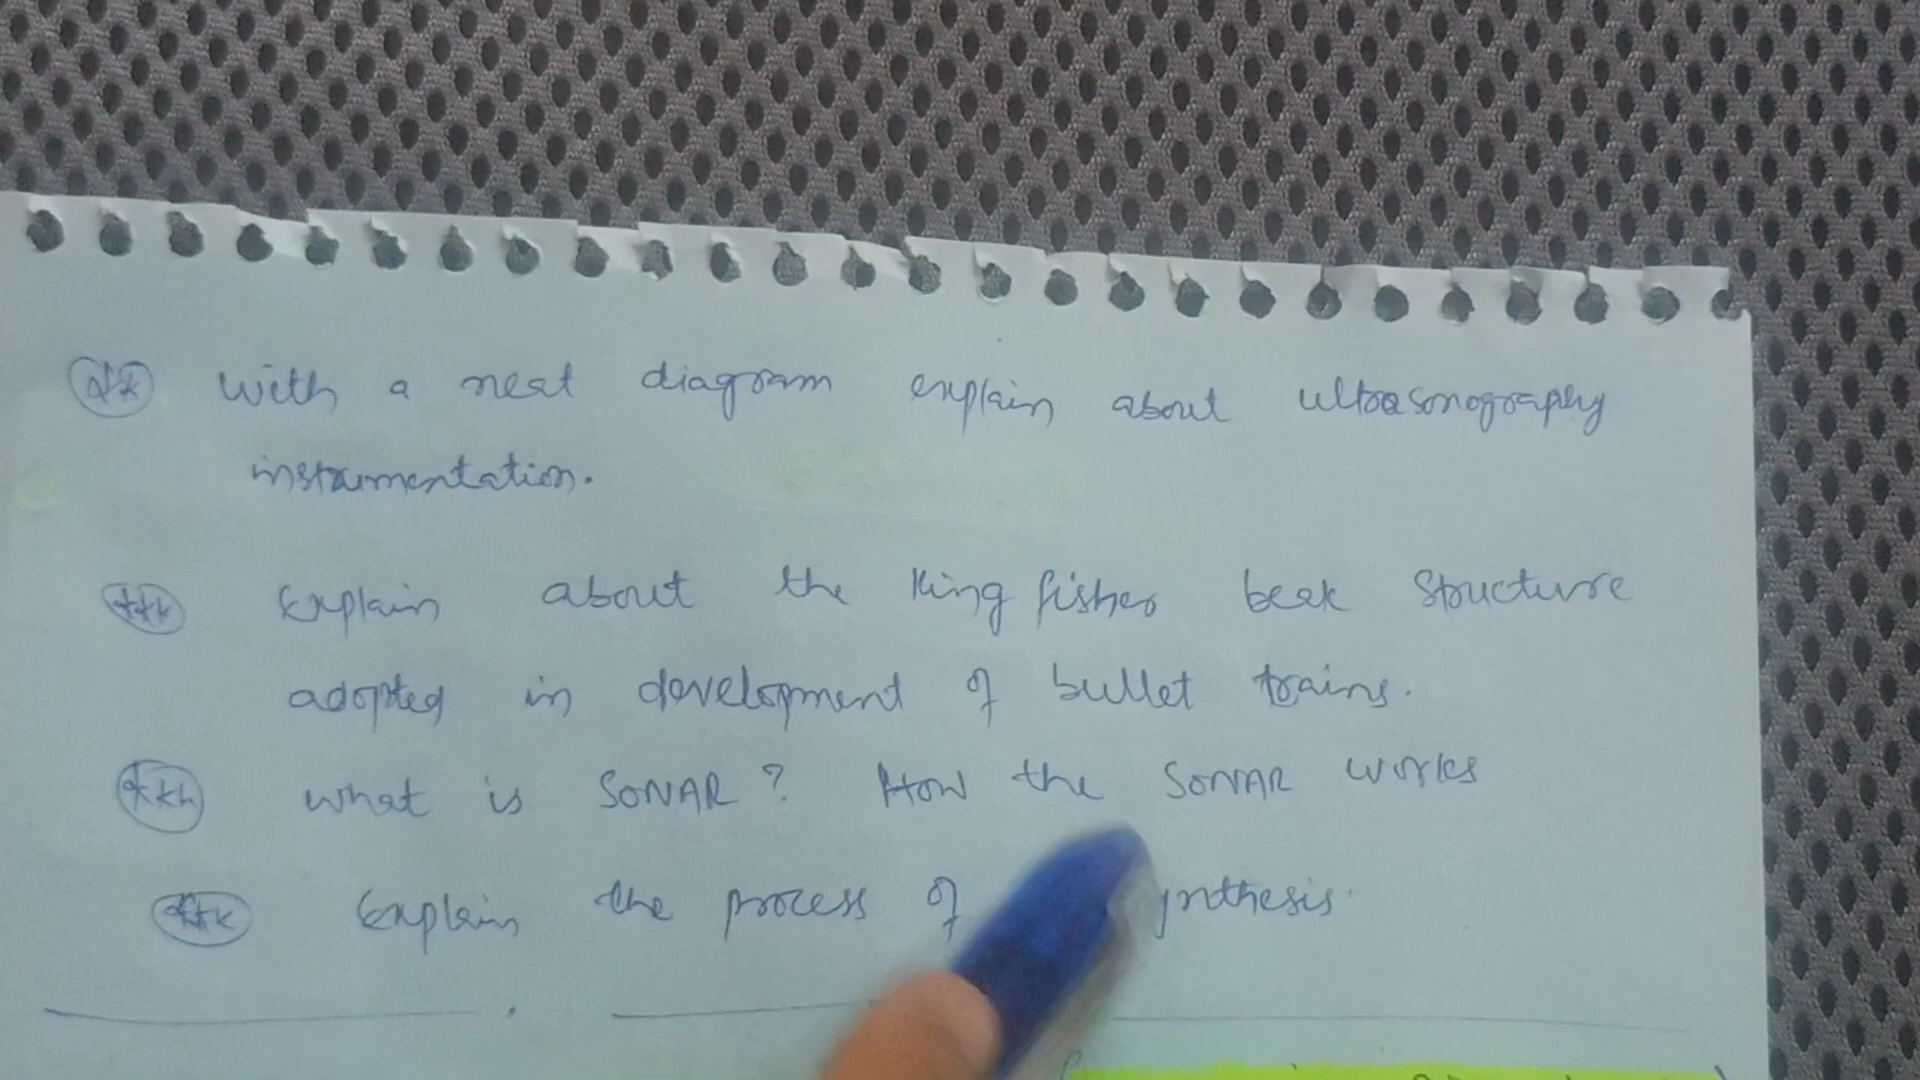 With a neat diagram explain about ultrasonography
instrumentation.
Explain about the King fisher beak structure
adopted in development of bullet trains.
What is SONAR? How the SONAR works
Explain the process of ynthesis.